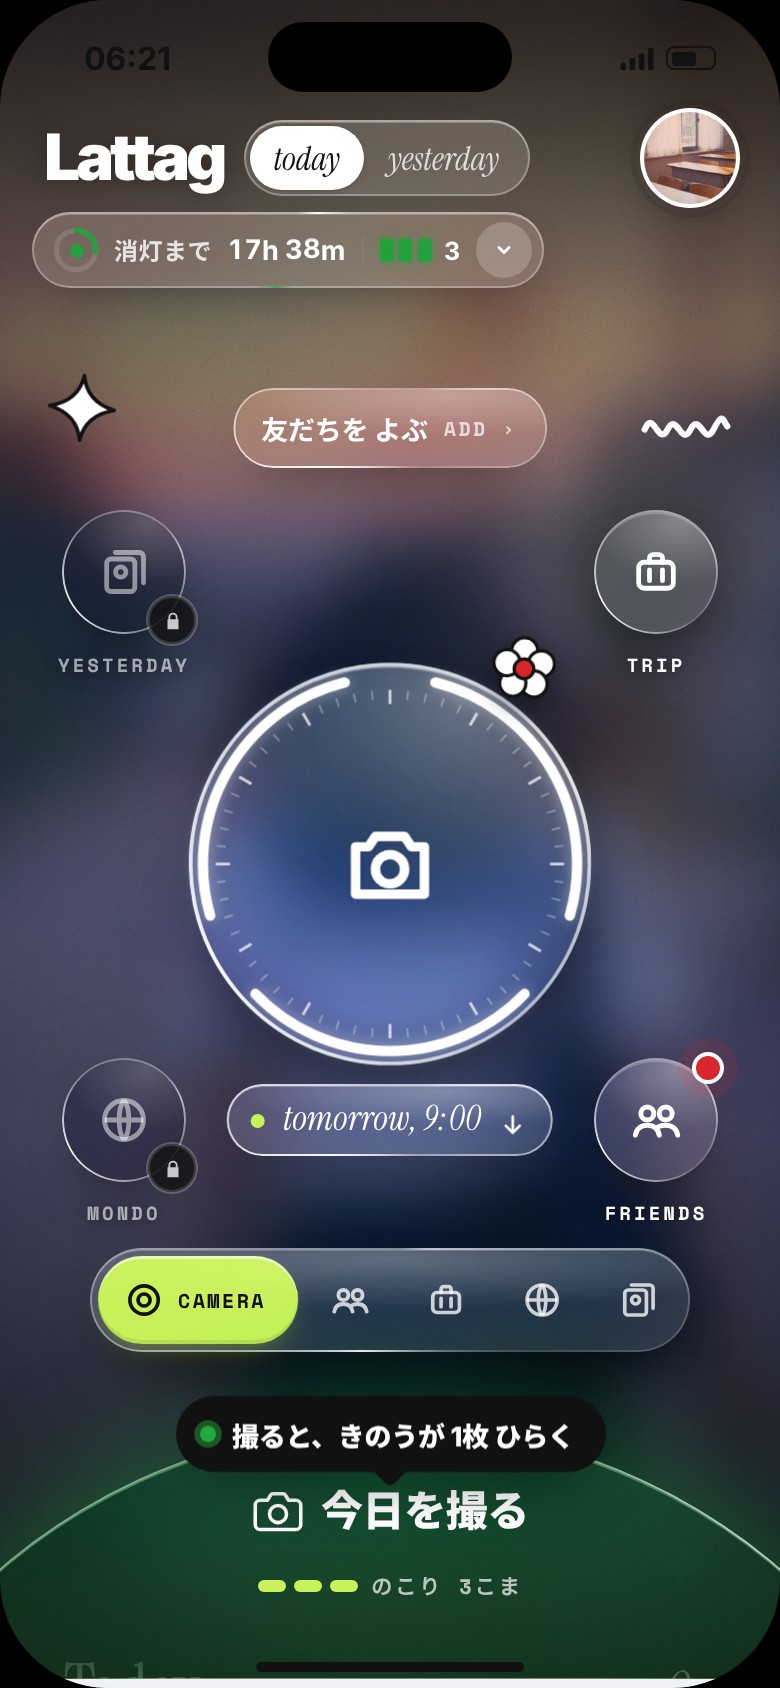 06:21
Lattag today yesterday
消灯まで 17h 38m 3
友だちを よぶ ADD ›
YESTERDAY
TRIP
tomorrow, 9:00 ↓
MONDO
FRIENDS
CAMERA
撮ると、きのうが 1枚 ひらく
今日を撮る
のこり 3こま
Today